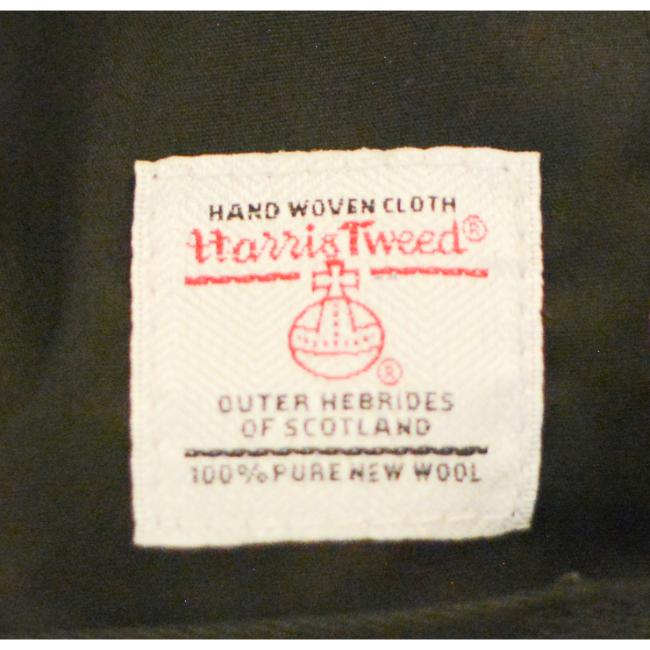 HAND WOVEN CLOTH
Harris Tweed®
®
OUTER HEBRIDES
OF SCOTLAND
100% PURE NEW WOOL